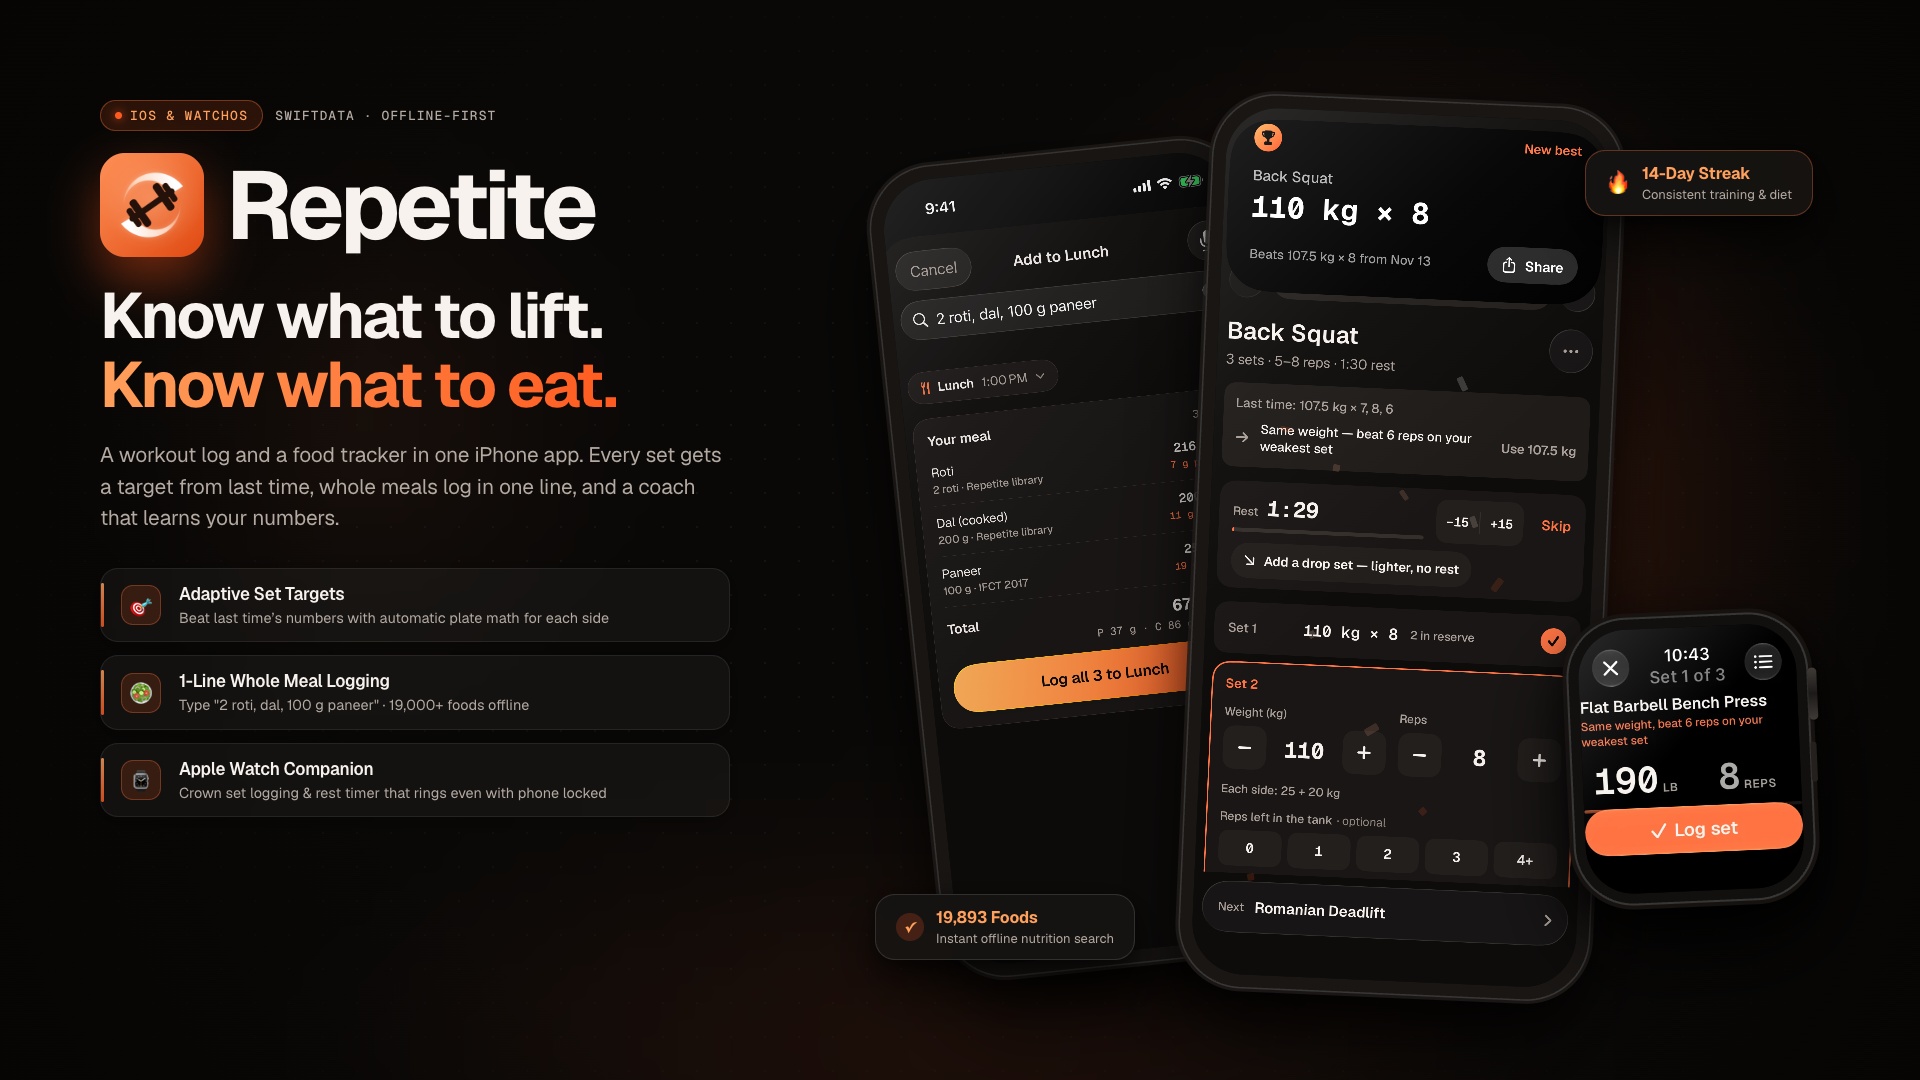 IOS & WATCHOS
SWIFTDATA · OFFLINE-FIRST
Repetite
Know what to lift.
Know what to eat.
A workout log and a food tracker in one iPhone app. Every set gets
a target from last time, whole meals log in one line, and a coach
that learns your numbers.
Adaptive Set Targets
Beat last time's numbers with automatic plate math for each side
1-Line Whole Meal Logging
Type "2 roti, dal, 100 g paneer" · 19,000+ foods offline
Apple Watch Companion
Crown set logging & rest timer that rings even with phone locked
9:41
Cancel
Add to Lunch
2 roti, dal, 100 g paneer
Lunch 1:00 PM
Your meal
3
Roti
216
2 roti · Repetite library
7 g
Dal (cooked)
20
200 g · Repetite library
11 g
Paneer
2
100 g · IFCT 2017
19
Total
67
P 37 g · C 86
Log all 3 to Lunch
19,893 Foods
Instant offline nutrition search
New best
Back Squat
110 kg × 8
Beats 107.5 kg × 8 from Nov 13
Share
Back Squat
3 sets · 5–8 reps · 1:30 rest
Last time: 107.5 kg × 7, 8, 6
Same weight — beat 6 reps on your
weakest set
Use 107.5 kg
Rest 1:29
−15
+15
Skip
Add a drop set — lighter, no rest
Set 1
110 kg × 8
2 in reserve
Set 2
Weight (kg)
Reps
110
8
Each side: 25 + 20 kg
Reps left in the tank · optional
0
1
2
3
4+
Next Romanian Deadlift
14-Day Streak
Consistent training & diet
10:43
Set 1 of 3
Flat Barbell Bench Press
Same weight, beat 6 reps on your
weakest set
190 LB
8 REPS
Log set